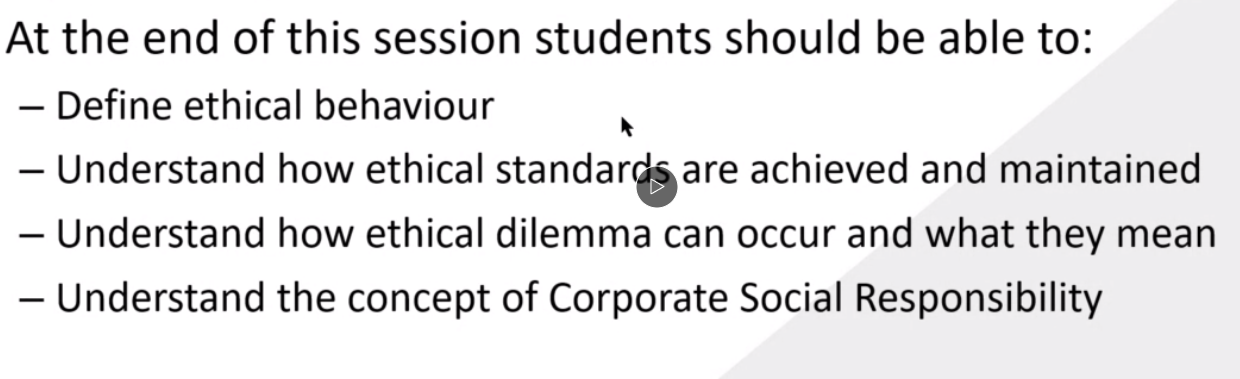 At the end of this session students should be able to:
– Define ethical behaviour
– Understand how ethical standards are achieved and maintained
– Understand how ethical dilemma can occur and what they mean
– Understand the concept of Corporate Social Responsibility